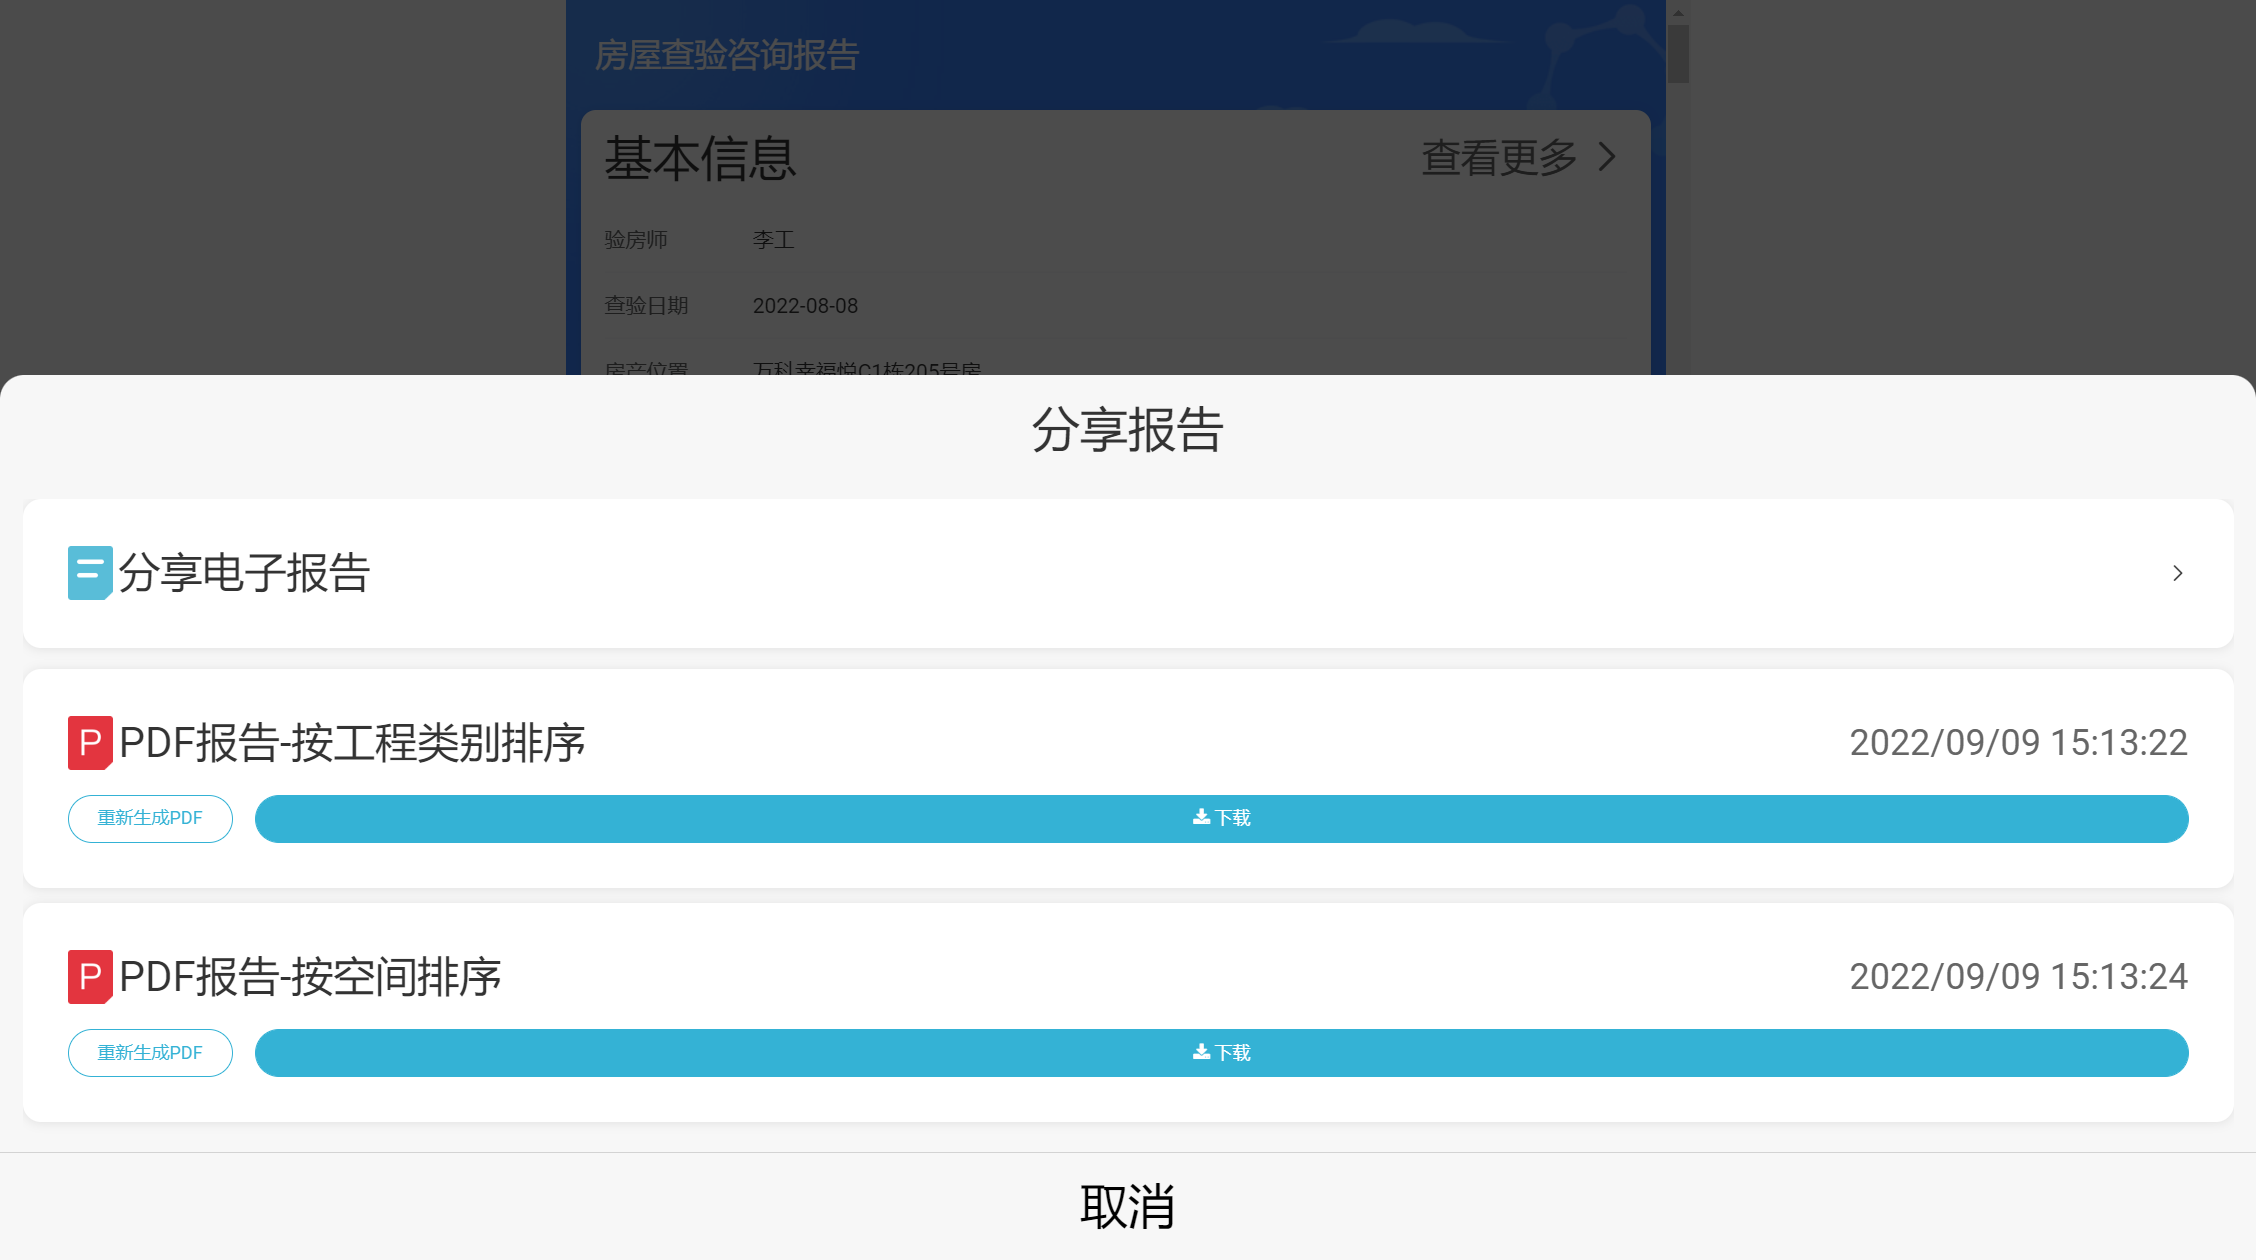 房屋查验咨询报告
基本信息
查看更多
验房师 李工
查验日期 2022-08-08
房产位置 万科幸福悦C1栋205号房
分享报告
分享电子报告
P PDF报告-按工程类别排序 2022/09/09 15:13:22
重新生成PDF 下载
P PDF报告-按空间排序 2022/09/09 15:13:24
重新生成PDF 下载
取消